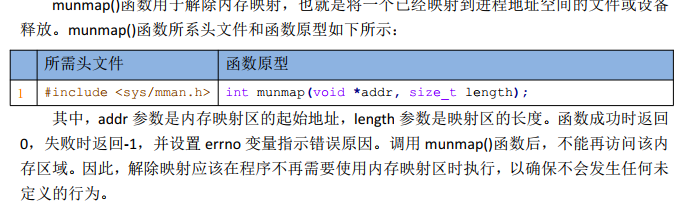 munmap()函数用于解除内存映射，也就是将一个已经映射到进程地址空间的文件或设备
释放。munmap()函数所系头文件和函数原型如下所示：
所需头文件 函数原型
1 #include <sys/mman.h> int munmap(void *addr, size_t length);
其中，addr 参数是内存映射区的起始地址，length 参数是映射区的长度。函数成功时返回
0，失败时返回-1，并设置 errno 变量指示错误原因。调用 munmap()函数后，不能再访问该内
存区域。因此，解除映射应该在程序不再需要使用内存映射区时执行，以确保不会发生任何未
定义的行为。